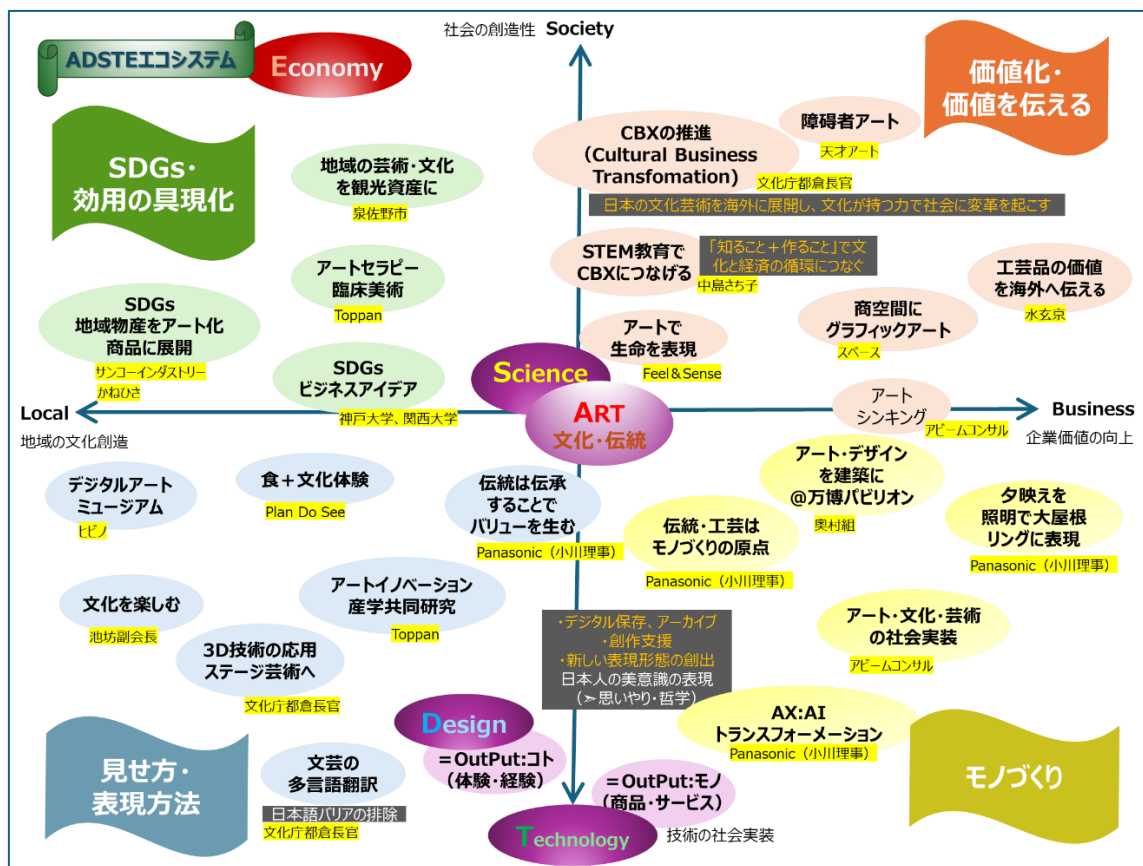 社会の創造性 Society
ADSTEエコシステム
Economy
価値化・
価値を伝える
SDGs・
効用の具現化
地域の芸術・文化
を観光資産に
泉佐野市
CBXの推進
(Cultural Business
Transfomation)
文化庁都倉長官
障碍者アート
天才アート
日本の文化芸術を海外に展開し、文化が持つ力で社会に変革を起こす
アートセラピー
臨床美術
Toppan
STEM教育で
CBXにつなげる
「知ること+作ること」で文
化と経済の循環につなぐ
中島さち子
工芸品の価値
を海外へ伝える
水玄京
SDGs
地域物産をアート化
商品に展開
サンコーインダストリー
かねひさ
商空間に
グラフィックアート
スペース
アートで
生命を表現
Feel&Sense
SDGs
ビジネスアイデア
神戸大学、関西大学
Science
ART
文化・伝統
アート
シンキング
アビームコンサル
Local
地域の文化創造
Business
企業価値の向上
デジタルアート
ミュージアム
ヒビノ
食+文化体験
Plan Do See
伝統は伝承
することで
バリューを生む
Panasonic(小川理事)
伝統・工芸は
モノづくりの原点
Panasonic(小川理事)
アート・デザイン
を建築に
@万博パビリオン
奥村組
夕映えを
照明で大屋根
リングに表現
Panasonic(小川理事)
文化を楽しむ
池坊副会長
アートイノベーション
産学共同研究
Toppan
3D技術の応用
ステージ芸術へ
文化庁都倉長官
・デジタル保存、アーカイブ
・創作支援
・新しい表現形態の創出
日本人の美意識の表現
(➣思いやり・哲学)
アート・文化・芸術
の社会実装
アビームコンサル
AX:AI
トランスフォーメーション
Panasonic(小川理事)
Design
=OutPut:コト
(体験・経験)
見せ方・
表現方法
文芸の
多言語翻訳
日本語バリアの排除
文化庁都倉長官
=OutPut:モノ
(商品・サービス)
Technology
技術の社会実装
モノづくり